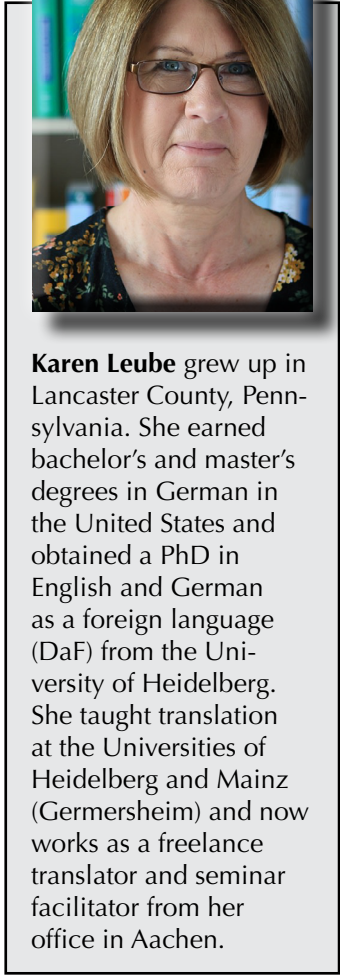 Karen Leube grew up in
Lancaster County, Penn-
sylvania. She earned
bachelor’s and master’s
degrees in German in
the United States and
obtained a PhD in
English and German
as a foreign language
(DaF) from the Uni-
versity of Heidelberg.
She taught translation
at the Universities of
Heidelberg and Mainz
(Germersheim) and now
works as a freelance
translator and seminar
facilitator from her
office in Aachen.